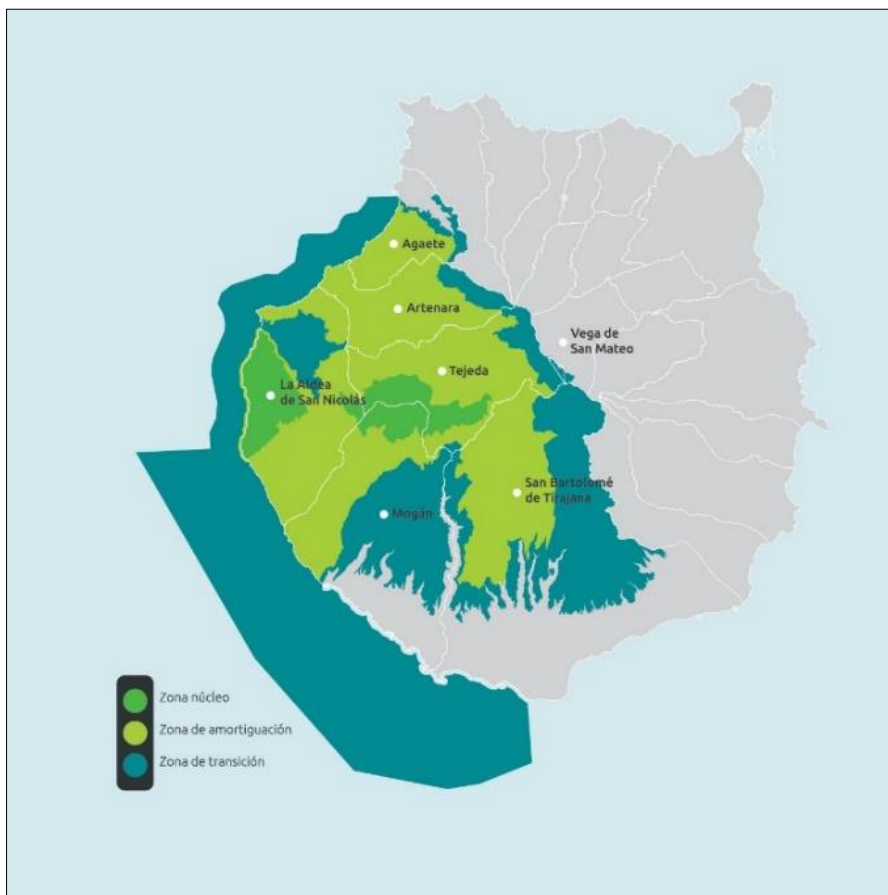 Agaete
Artenara
Vega de
San Mateo
Tejeda
La Aldea
de San Nicolás
San Bartolomé
de Tirajana
Mogán
Zona núcleo
Zona de amortiguación
Zona de transición